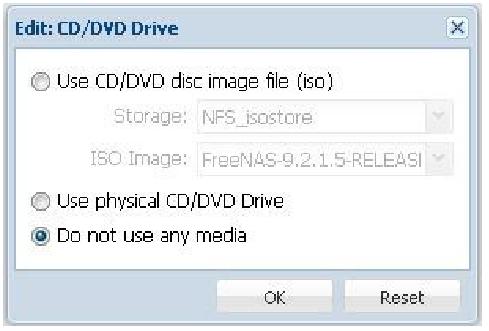 Edit: CD/DVD Drive
Use CD/DVD disc image file (iso)
Storage: NFS_isostore
ISO Image: FreeNAS-9.2.1.5-RELEASI
Use physical CD/DVD Drive
Do not use any media
OK Reset